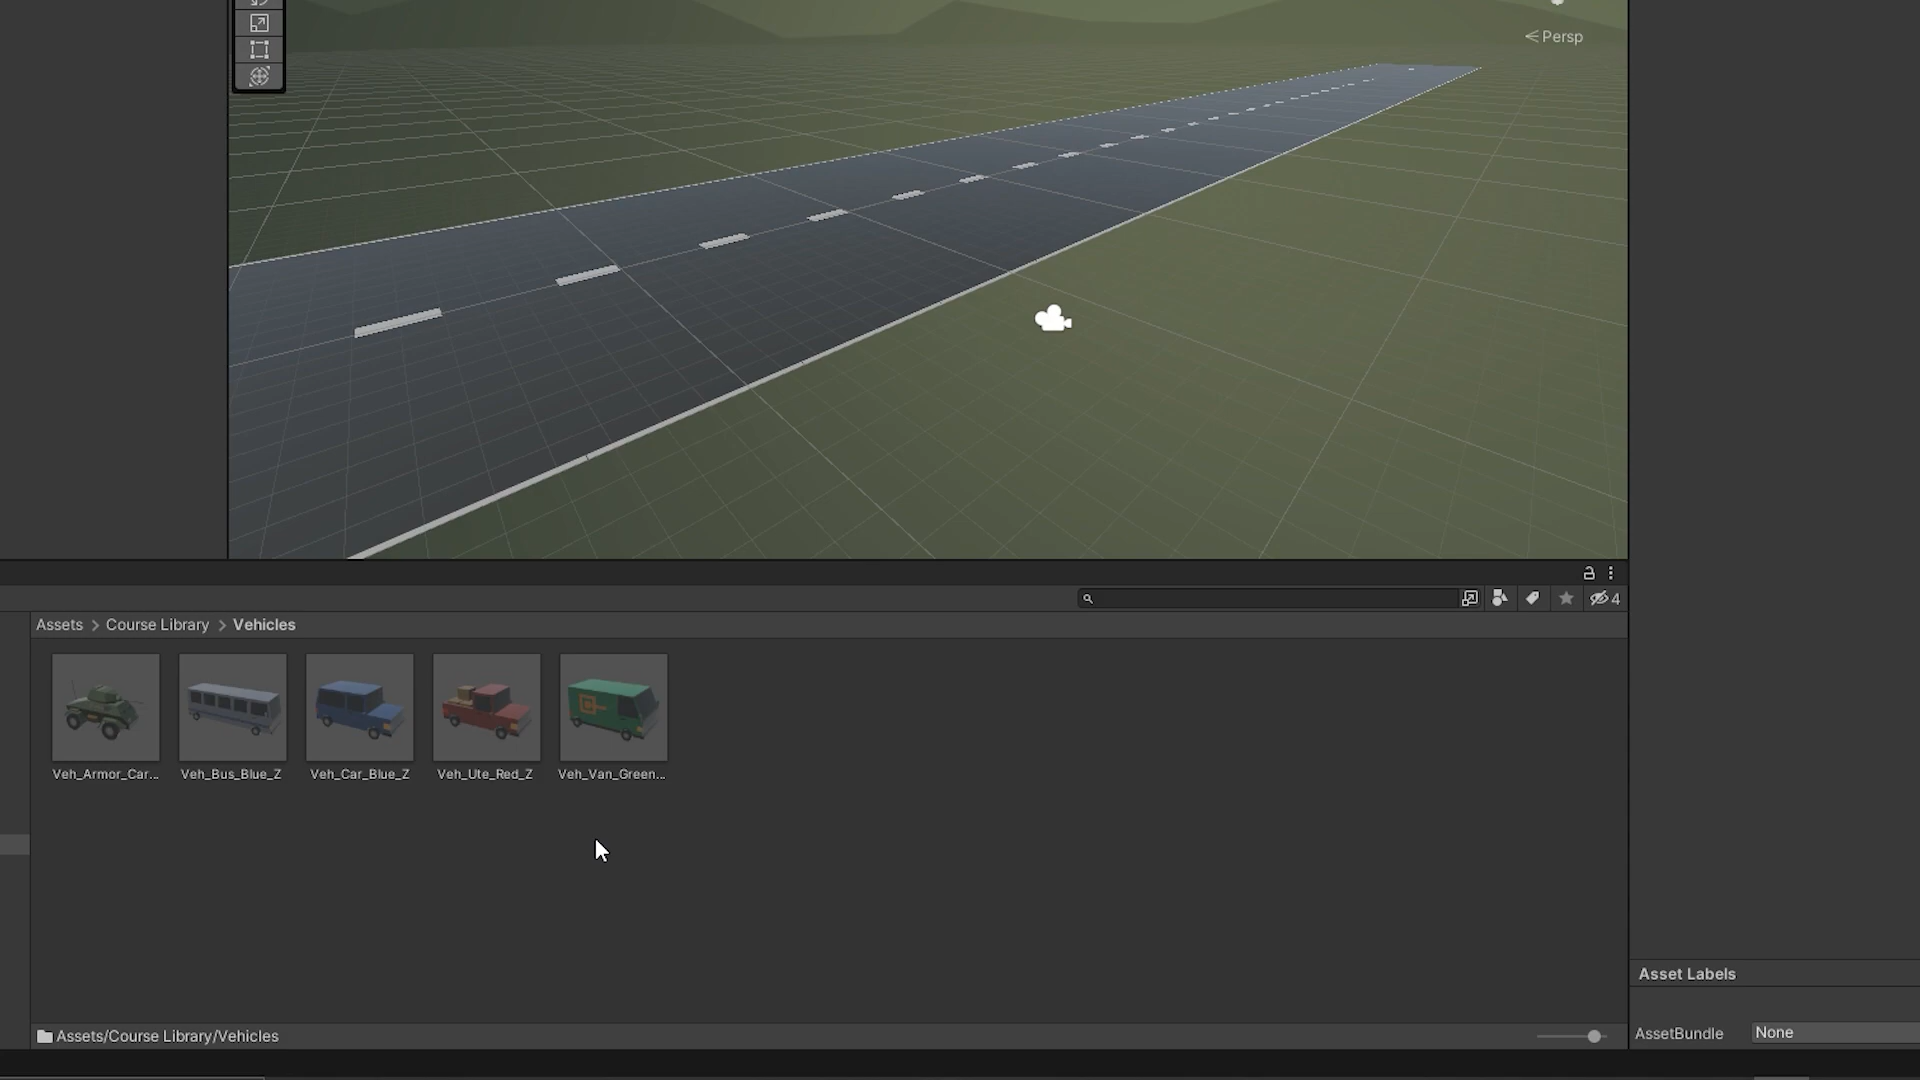 Persp
4
Assets > Course Library > Vehicles
Veh_Armor_Car... Veh_Bus_Blue_Z Veh_Car_Blue_Z Veh_Ute_Red_Z Veh_Van_Green...
Asset Labels
Assets/Course Library/Vehicles
AssetBundle None